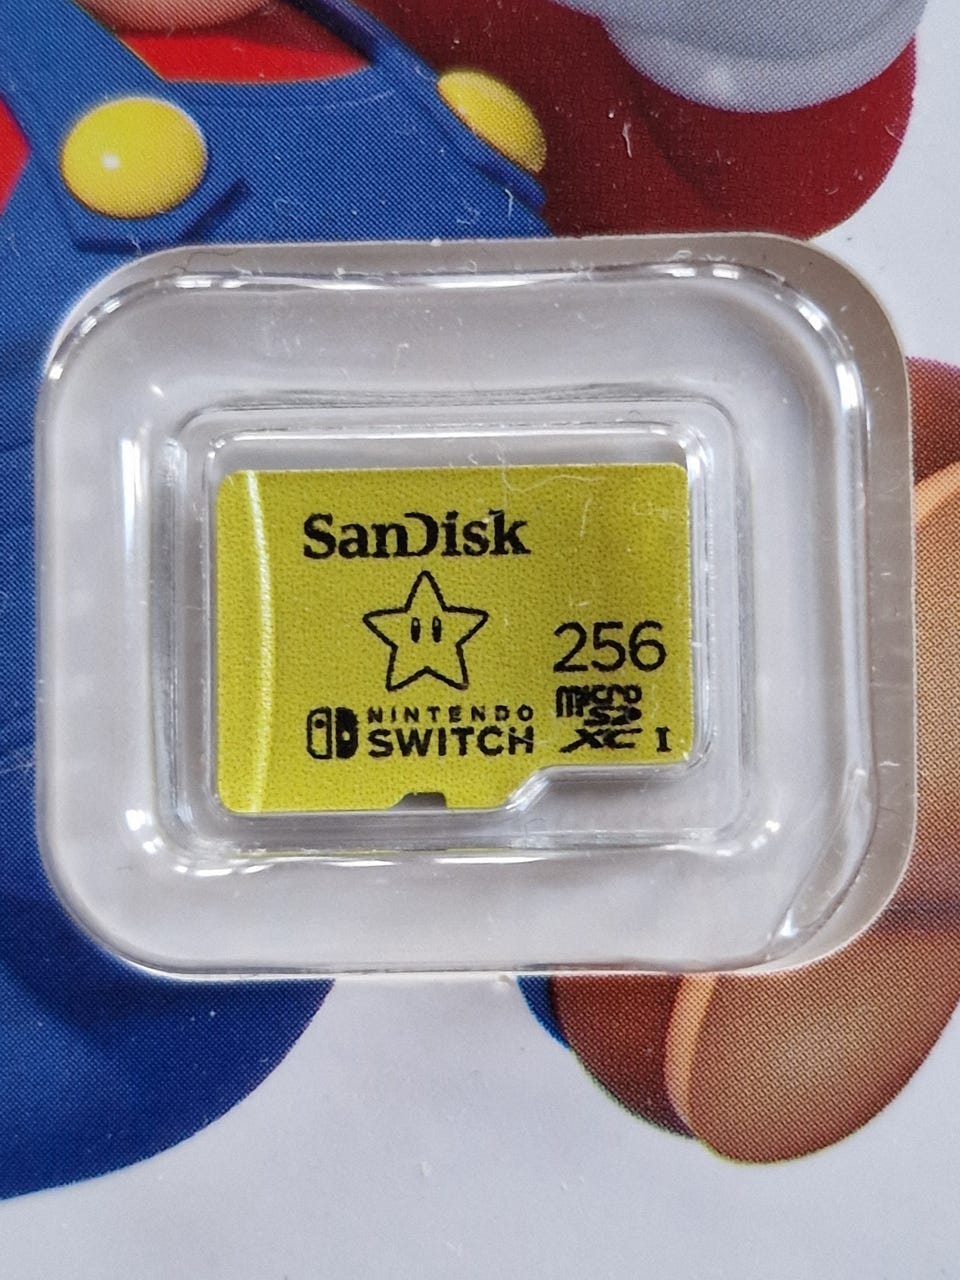 SanDisk
256
micro
SD
XC I
NINTENDO
SWITCH